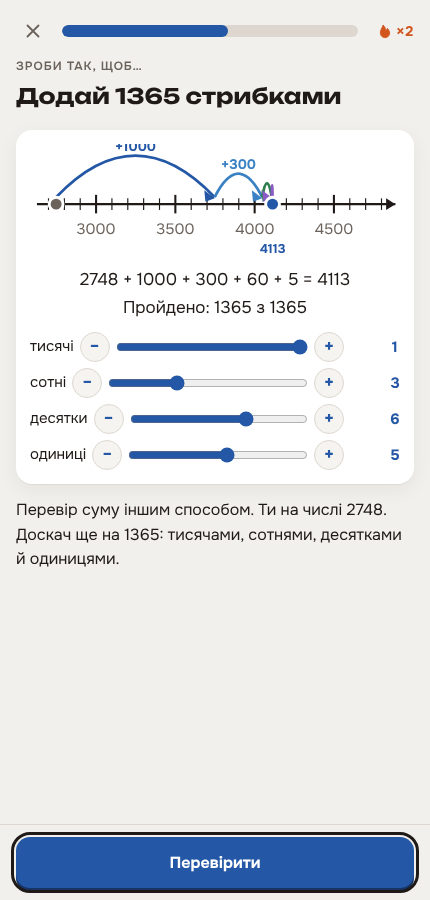 ×2
ЗРОБИ ТАК, ЩОБ…
Додай 1365 стрибками
+1000
+300
3000 3500 4000 4500
4113
2748 + 1000 + 300 + 60 + 5 = 4113
Пройдено: 1365 з 1365
тисячі − + 1
сотні − + 3
десятки − + 6
одиниці − + 5
Перевір суму іншим способом. Ти на числі 2748.
Доскач ще на 1365: тисячами, сотнями, десятками
й одиницями.
Перевірити